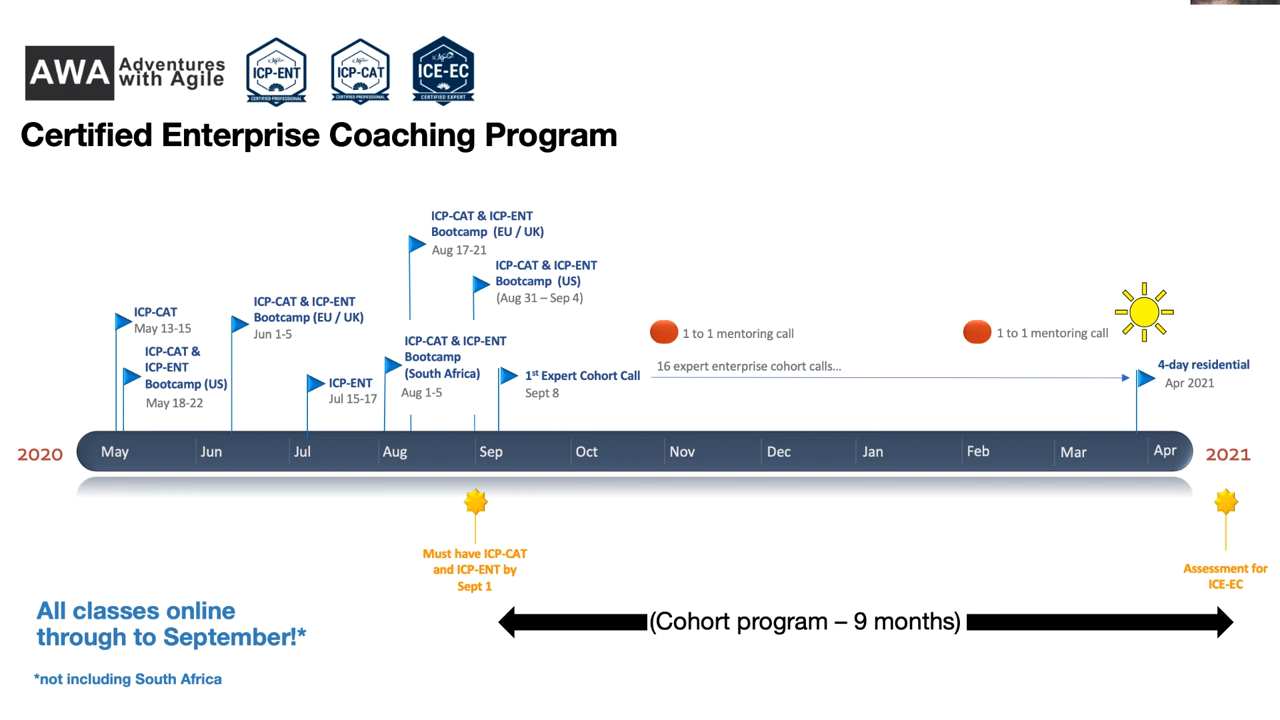 AWA Adventures
with Agile
ICAgile
ICP-ENT
CERTIFIED PROFESSIONAL
ICAgile
ICP-CAT
CERTIFIED PROFESSIONAL
ICAgile
ICE-EC
CERTIFIED EXPERT
Certified Enterprise Coaching Program
ICP-CAT & ICP-ENT
Bootcamp (EU / UK)
Aug 17-21
ICP-CAT & ICP-ENT
Bootcamp (US)
(Aug 31 – Sep 4)
ICP-CAT
May 13-15
ICP-CAT &
ICP-ENT
Bootcamp (US)
May 18-22
ICP-CAT & ICP-ENT
Bootcamp (EU / UK)
Jun 1-5
ICP-ENT
Jul 15-17
ICP-CAT & ICP-ENT
Bootcamp
(South Africa)
Aug 1-5
1st Expert Cohort Call
Sept 8
1 to 1 mentoring call
16 expert enterprise cohort calls...
1 to 1 mentoring call
4-day residential
Apr 2021
2020 May Jun Jul Aug Sep Oct Nov Dec Jan Feb Mar Apr 2021
Must have ICP-CAT
and ICP-ENT by
Sept 1
Assessment for
ICE-EC
(Cohort program – 9 months)
All classes online
through to September!*
*not including South Africa